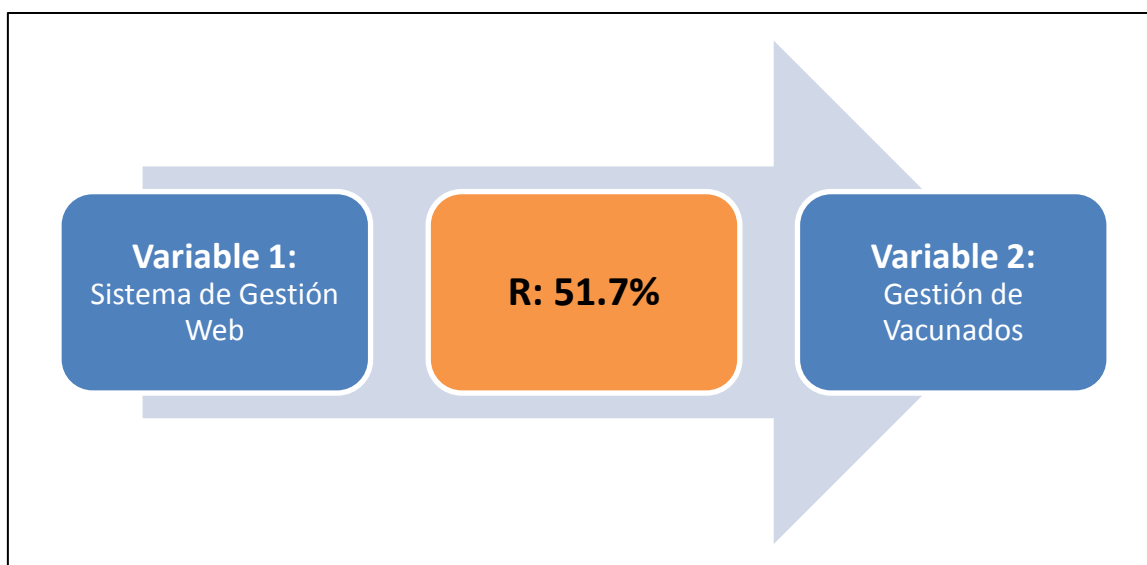 Variable 1:
Sistema de Gestión
Web
R: 51.7%
Variable 2:
Gestión de
Vacunados